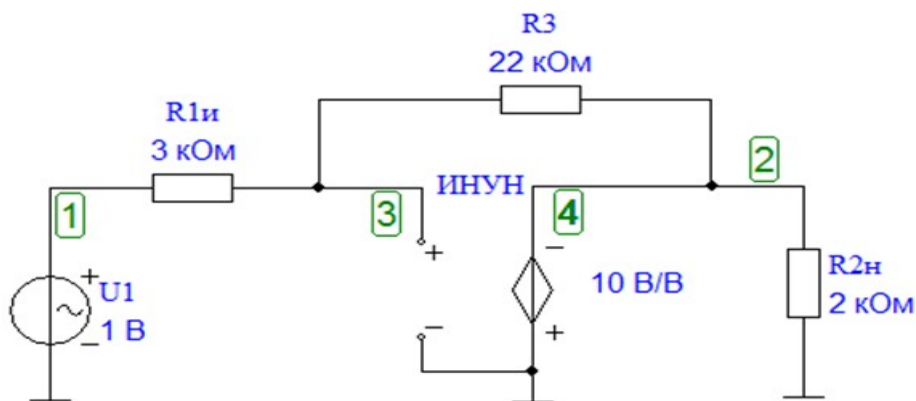 R3
22 кОм
R1и
3 кОм
ИНУН
2
1
3
4
+
−
+
U1
1 В
−
+
−
10 В/В
+
R2н
2 кОм